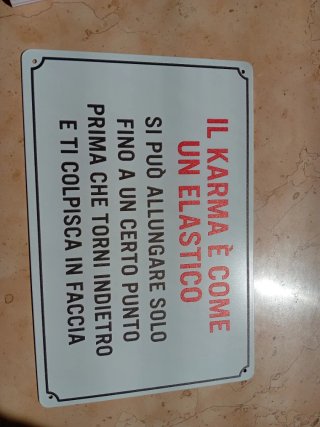 IL KARMA È COME
UN ELASTICO
SI PUÒ ALLUNGARE SOLO
FINO A UN CERTO PUNTO
PRIMA CHE TORNI INDIETRO
E TI COLPISCA IN FACCIA